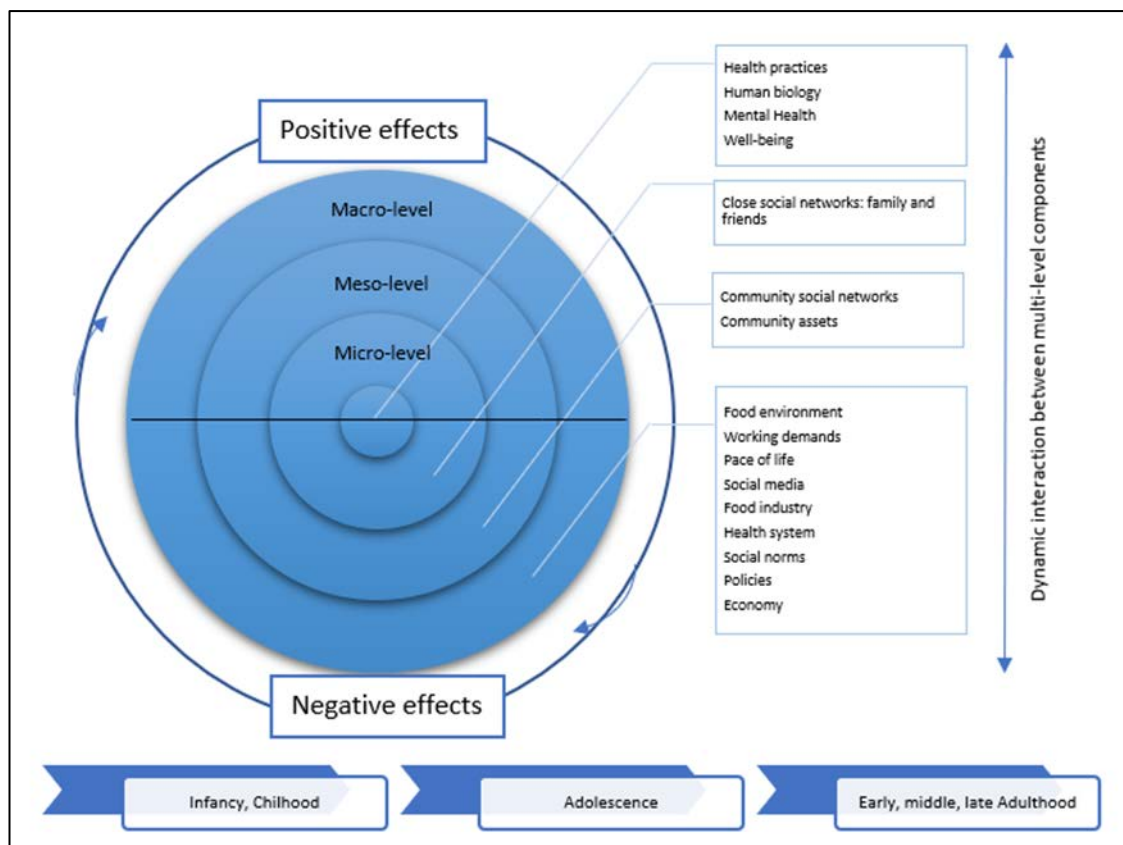 Positive effects
Macro-level
Meso-level
Micro-level
Negative effects
Health practices
Human biology
Mental Health
Well-being
Close social networks: family and
friends
Community social networks
Community assets
Food environment
Working demands
Pace of life
Social media
Food industry
Health system
Social norms
Policies
Economy
Dynamic interaction between multi-level components
Infancy, Chilhood
Adolescence
Early, middle, late Adulthood